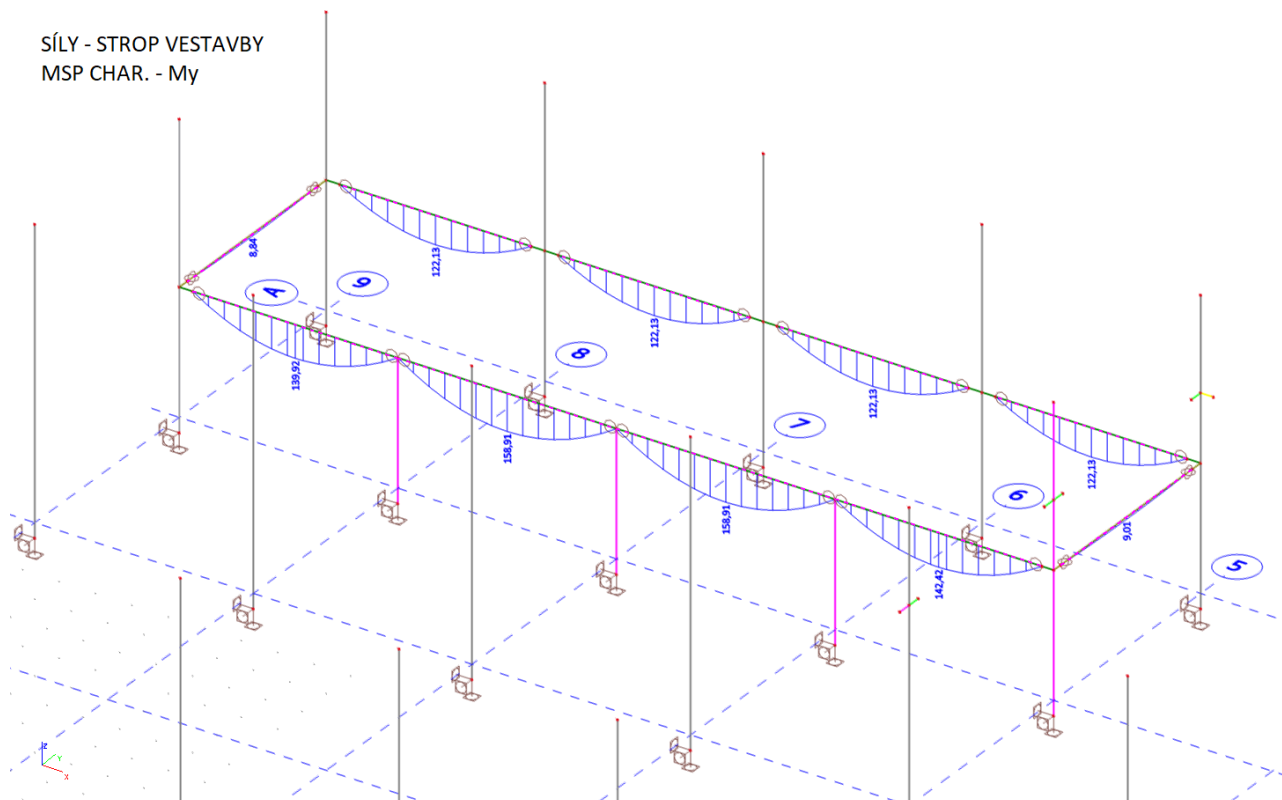 SÍLY - STROP VESTAVBY
MSP CHAR. - My
8,84
122,13
A
9
122,13
139,92
8
122,13
158,91
7
122,13
158,91
6
9,01
142,42
5
Z
Y
X